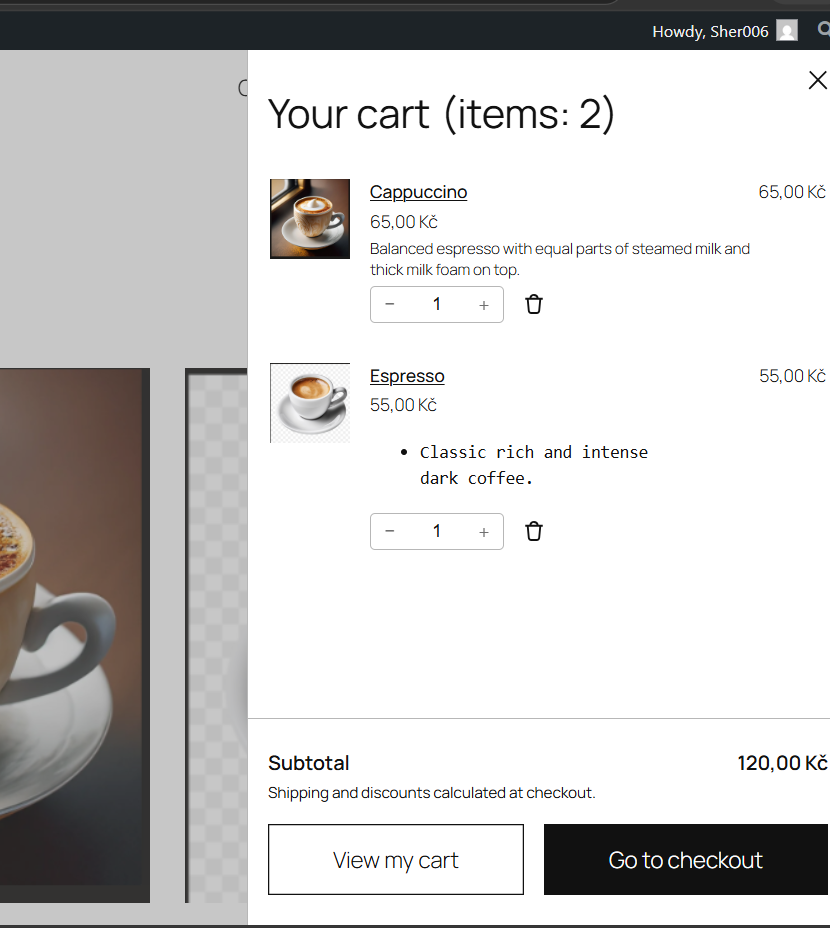 Howdy, Sher006
Your cart (items: 2)
Cappuccino 65,00 Kč
65,00 Kč
Balanced espresso with equal parts of steamed milk and
thick milk foam on top.
− 1 +
Espresso 55,00 Kč
55,00 Kč
• Classic rich and intense
dark coffee.
− 1 +
Subtotal 120,00 Kč
Shipping and discounts calculated at checkout.
View my cart Go to checkout